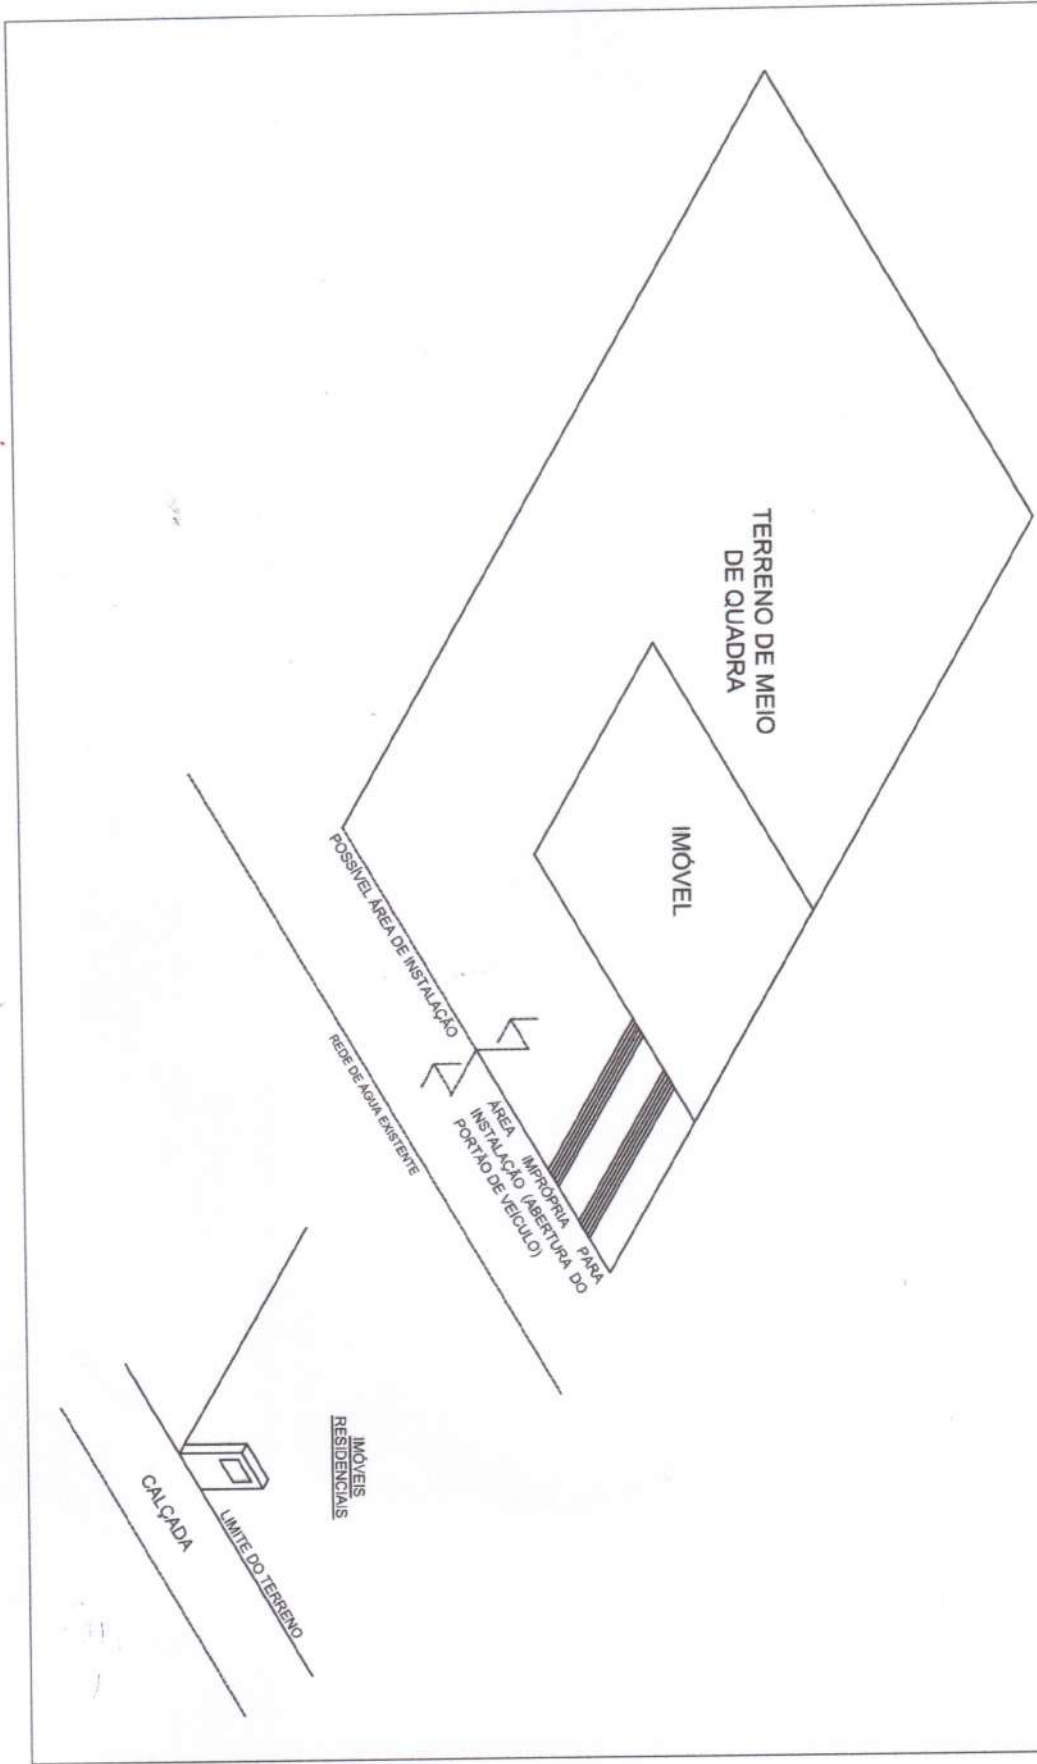 TERRENO DE MEIO
DE QUADRA
IMÓVEL
POSSÍVEL ÁREA DE INSTALAÇÃO
ÁREA IMPRÓPRIA PARA
INSTALAÇÃO (ABERTURA DO
PORTÃO DE VEÍCULO)
REDE DE ÁGUA EXISTENTE
IMÓVEIS
RESIDENCIAIS
LIMITE DO TERRENO
CALÇADA